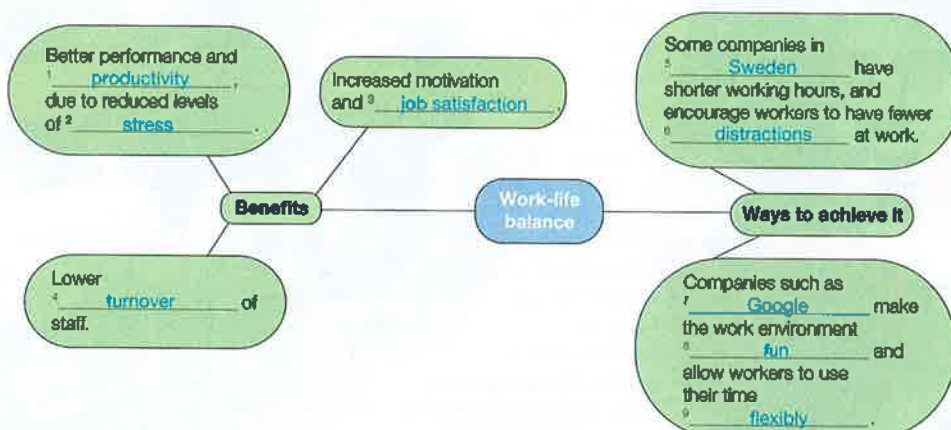 Better performance and
1 productivity ,
due to reduced levels
of 2 stress .
Increased motivation
and 3 job satisfaction .
Some companies in
5 Sweden have
shorter working hours, and
encourage workers to have fewer
6 distractions at work.
Benefits
Work-life
balance
Ways to achieve it
Lower
4 turnover of
staff.
Companies such as
7 Google make
the work environment
8 fun and
allow workers to use
their time
9 flexibly .